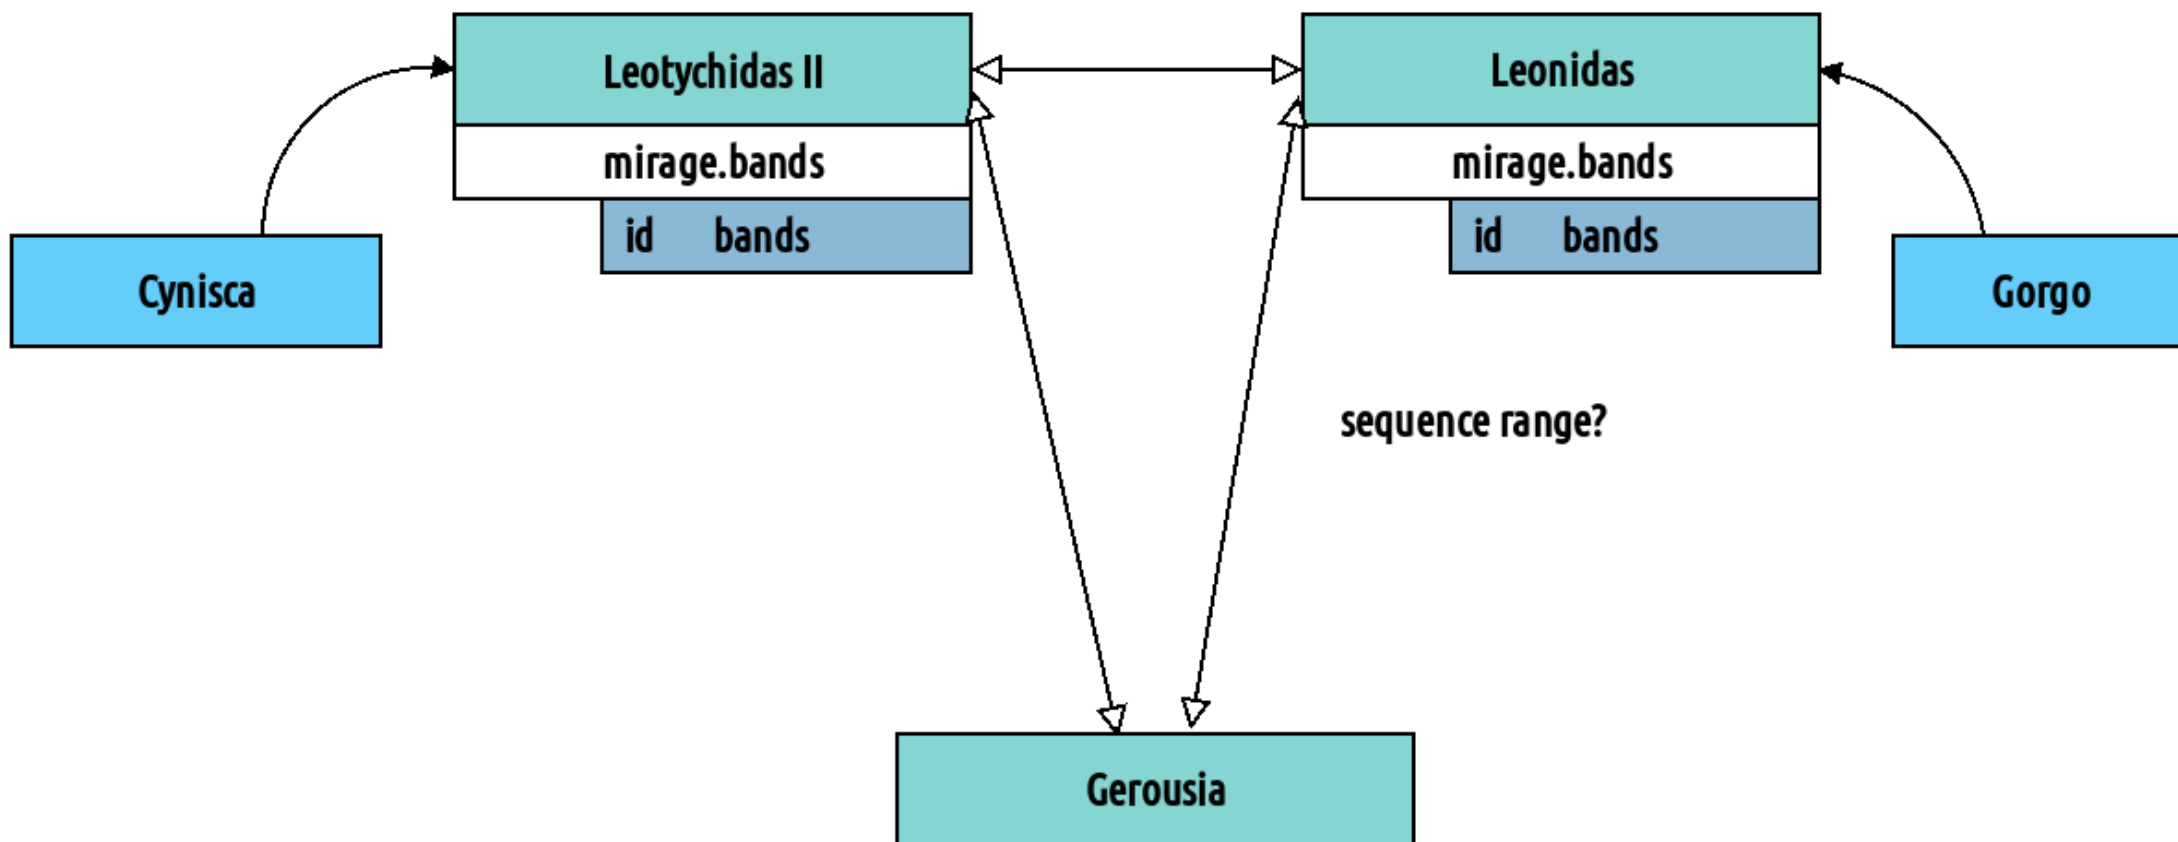 Leotychidas II
Leonidas
mirage.bands
mirage.bands
id bands
id bands
Cynisca
Gorgo
sequence range?
Gerousia